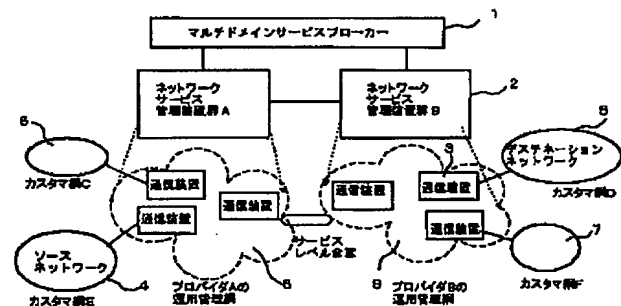 1
マルチドメインサービスブローカー
ネットワーク
サービス
管理装置群A
ネットワーク
サービス
管理装置群B
2
6
カスタマ網C
通信装置
通信装置
通信装置
通信装置
3
通信装置
通信装置
5
デスティネーション
ネットワーク
カスタマ網D
ソース
ネットワーク
4
カスタマ網E
サービス
レベル合意
プロバイダAの
運用管理網
9
プロバイダBの
運用管理網
7
カスタマ網F